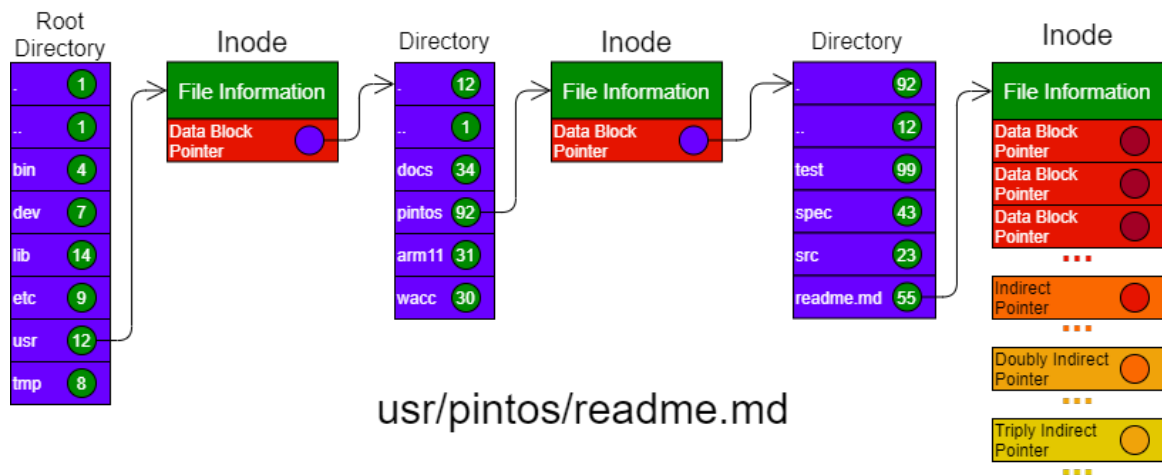 Root
Directory
. 1
.. 1
bin 4
dev 7
lib 14
etc 9
usr 12
tmp 8
Inode
File Information
Data Block
Pointer
Directory
. 12
.. 1
docs 34
pintos 92
arm11 31
wacc 30
Inode
File Information
Data Block
Pointer
Directory
. 92
.. 12
test 99
spec 43
src 23
readme.md 55
Inode
File Information
Data Block
Pointer
Data Block
Pointer
Data Block
Pointer
...
Indirect
Pointer
...
Doubly Indirect
Pointer
...
Triply Indirect
Pointer
...
usr/pintos/readme.md